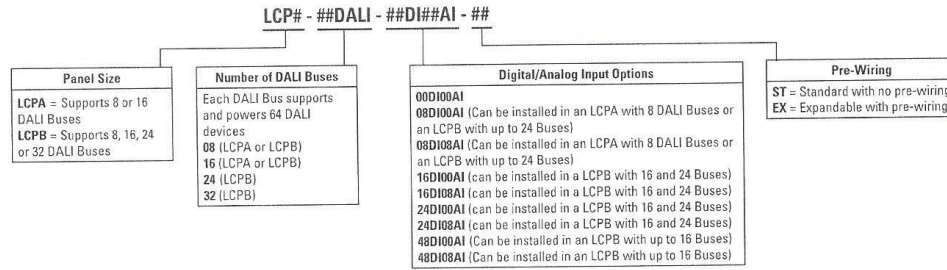 LCP# - ##DALI - ##DI##AI - ##
Panel Size
LCPA = Supports 8 or 16
DALI Buses
LCPB = Supports 8, 16, 24
or 32 DALI Buses
Number of DALI Buses
Each DALI Bus supports
and powers 64 DALI
devices
08 (LCPA or LCPB)
16 (LCPA or LCPB)
24 (LCPB)
32 (LCPB)
Digital/Analog Input Options
00DI00AI
08DI00AI (Can be installed in an LCPA with 8 DALI Buses or
an LCPB with up to 24 Buses)
08DI08AI (Can be installed in an LCPA with 8 DALI Buses or
an LCPB with up to 24 Buses)
16DI00AI (can be installed in a LCPB with 16 and 24 Buses)
16DI08AI (can be installed in a LCPB with 16 and 24 Buses)
24DI00AI (can be installed in a LCPB with 16 and 24 Buses)
24DI08AI (can be installed in a LCPB with 16 and 24 Buses)
48DI00AI (Can be installed in an LCPB with up to 16 Buses)
48DI08AI (Can be installed in an LCPB with up to 16 Buses)
Pre-Wiring
ST = Standard with no pre-wiring
EX = Expandable with pre-wiring